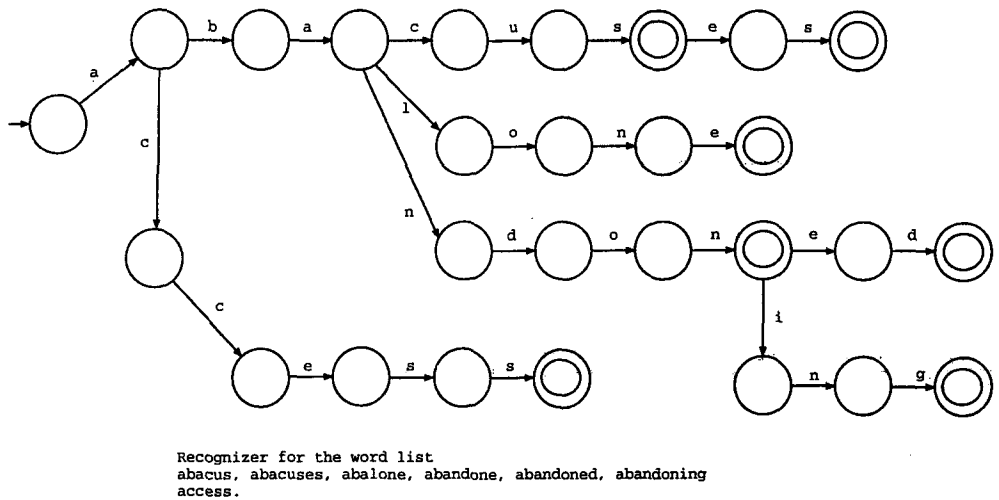 b a c u s e s
a
l o n e
c
n d o n e d
i
c
e s s
n g
Recognizer for the word list
abacus, abacuses, abalone, abandone, abandoned, abandoning
access.